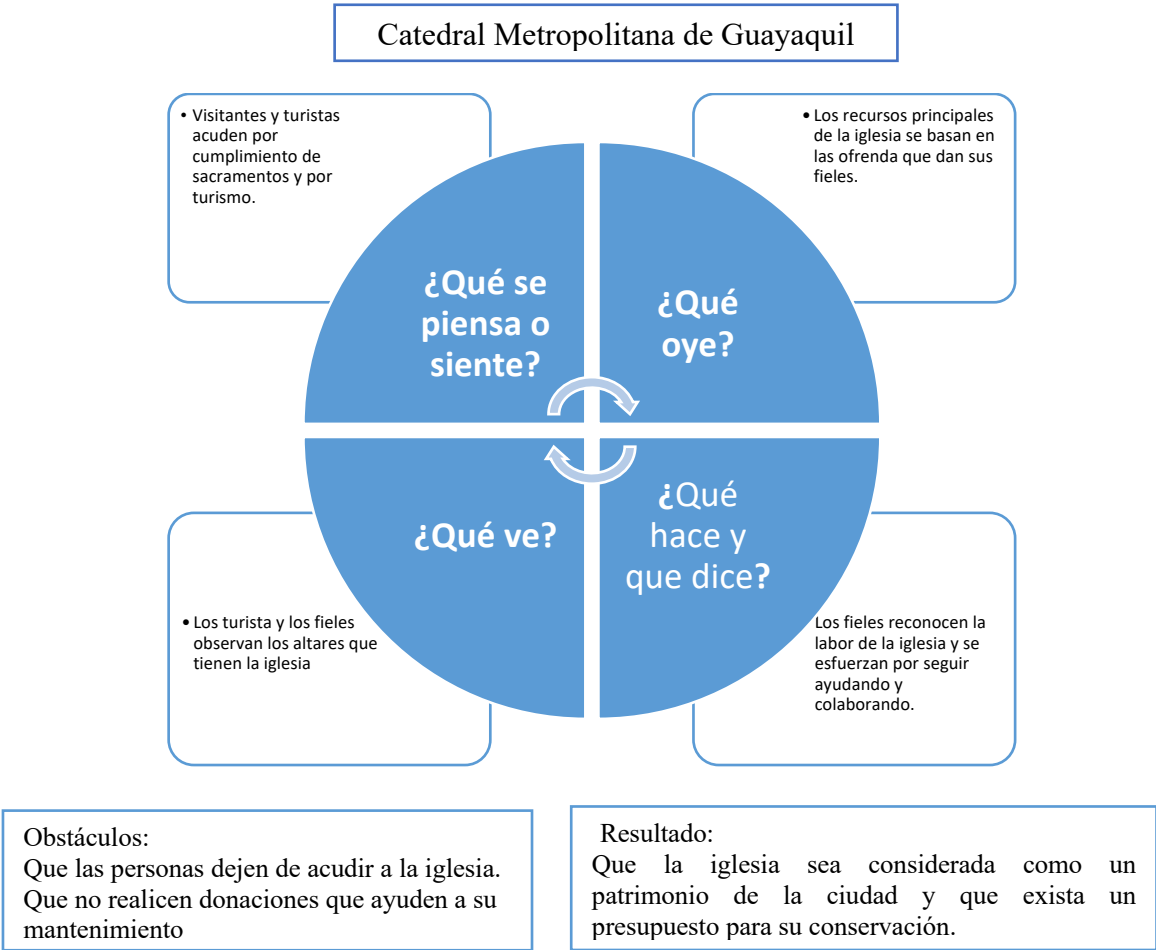 Catedral Metropolitana de Guayaquil
• Visitantes y turistas
acuden por
cumplimiento de
sacramentos y por
turismo.
• Los recursos principales
de la iglesia se basan en
las ofrenda que dan sus
fieles.
¿Qué se
piensa o
siente?
¿Qué
oye?
¿Qué ve?
¿Qué
hace y
que dice?
• Los turista y los fieles
observan los altares que
tienen la iglesia
Los fieles reconocen la
labor de la iglesia y se
esfuerzan por seguir
ayudando y
colaborando.
Obstáculos:
Que las personas dejen de acudir a la iglesia.
Que no realicen donaciones que ayuden a su
mantenimiento
Resultado:
Que la iglesia sea considerada como un
patrimonio de la ciudad y que exista un
presupuesto para su conservación.